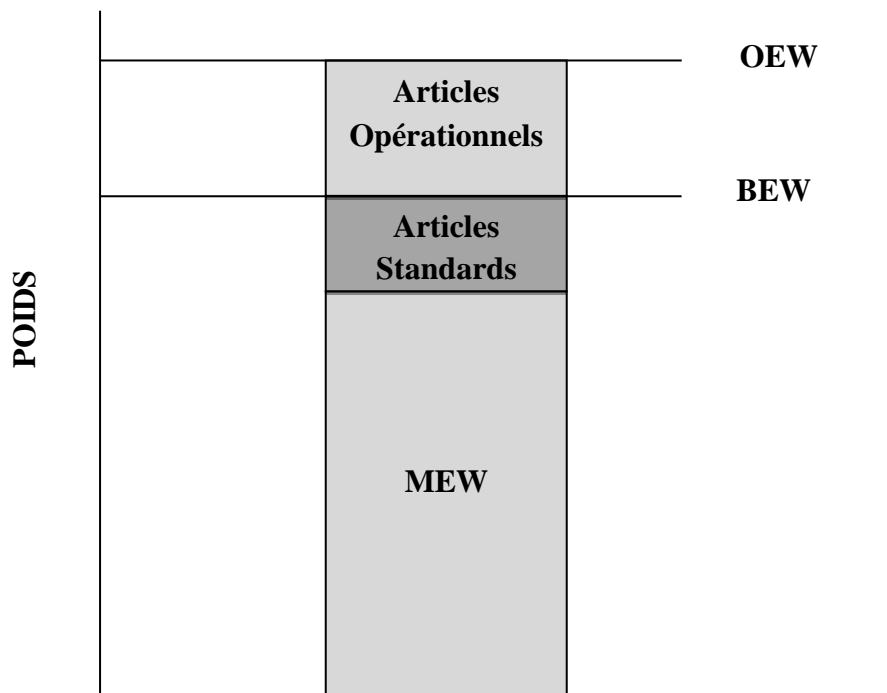 OEW
Articles
Opérationnels
BEW
Articles
Standards
POIDS
MEW